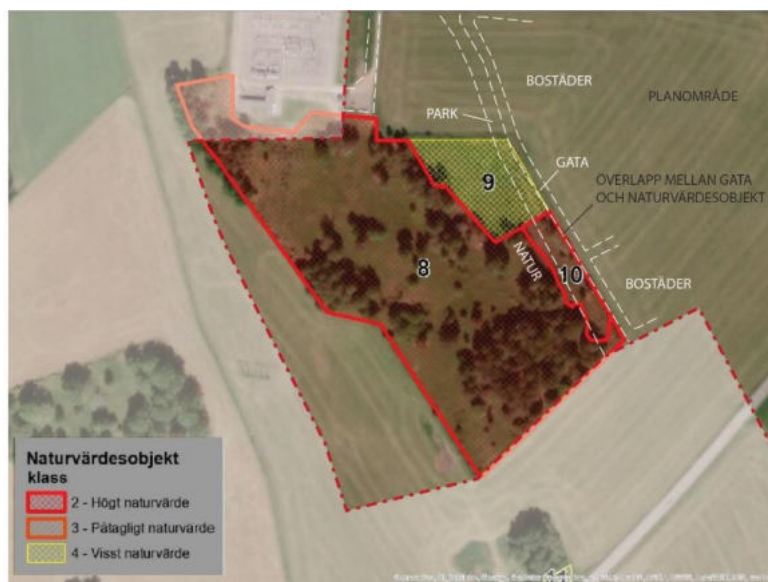 BOSTÄDER
PLANOMRÅDE
PARK
GATA
9
ÖVERLAPP MELLAN GATA
OCH NATURVÄRDESOBJEKT
NATUR
8
10
BOSTÄDER
Naturvärdesobjekt
klass
2 - Högt naturvärde
3 - Påtagligt naturvärde
4 - Visst naturvärde